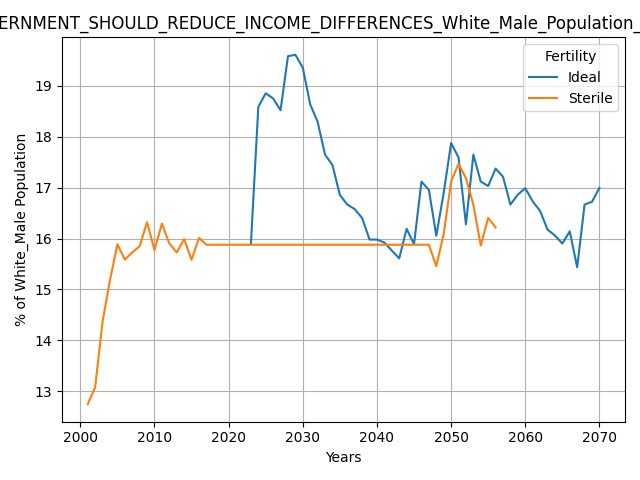 ERNMENT_SHOULD_REDUCE_INCOME_DIFFERENCES_White_Male_Population_
Fertility
Ideal
Sterile
19
18
17
16
15
14
13
% of White_Male Population
2000 2010 2020 2030 2040 2050 2060 2070
Years